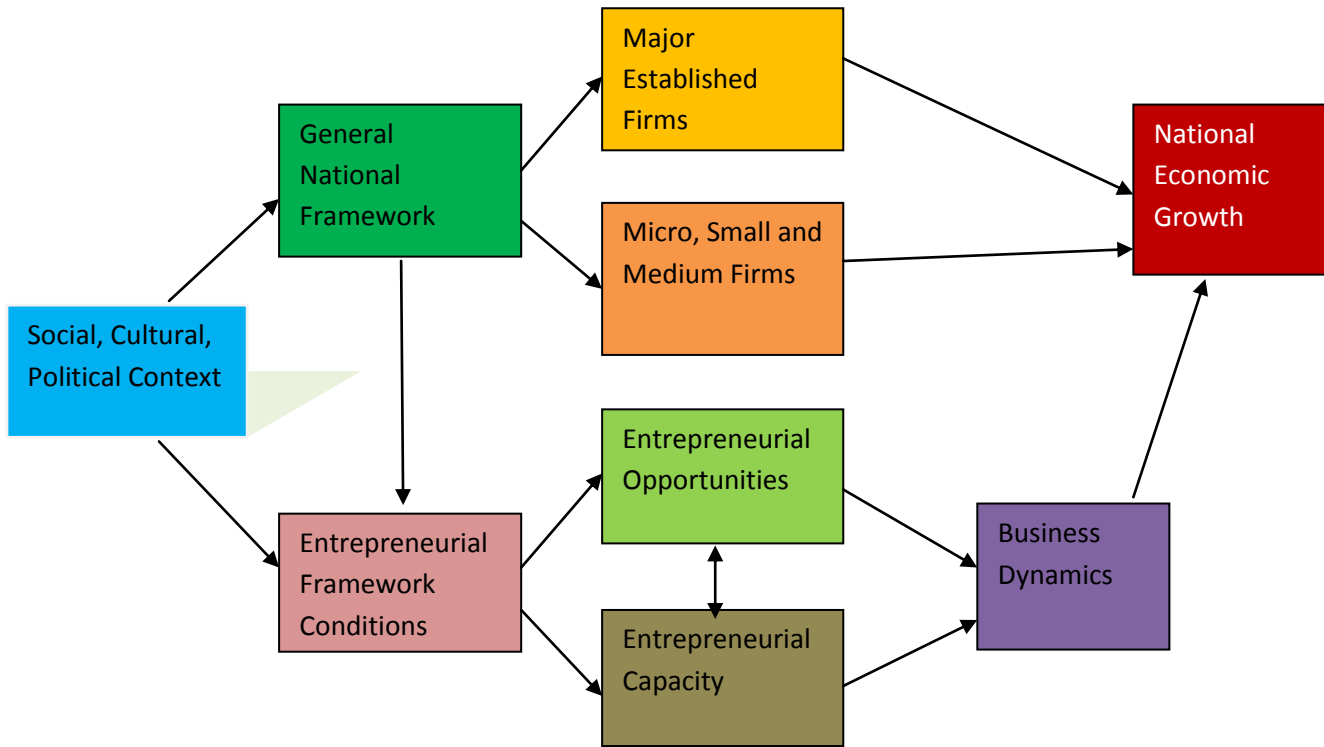 Major
Established
Firms
General
National
Framework
National
Economic
Growth
Micro, Small and
Medium Firms
Social, Cultural,
Political Context
Entrepreneurial
Opportunities
Entrepreneurial
Framework
Conditions
Business
Dynamics
Entrepreneurial
Capacity